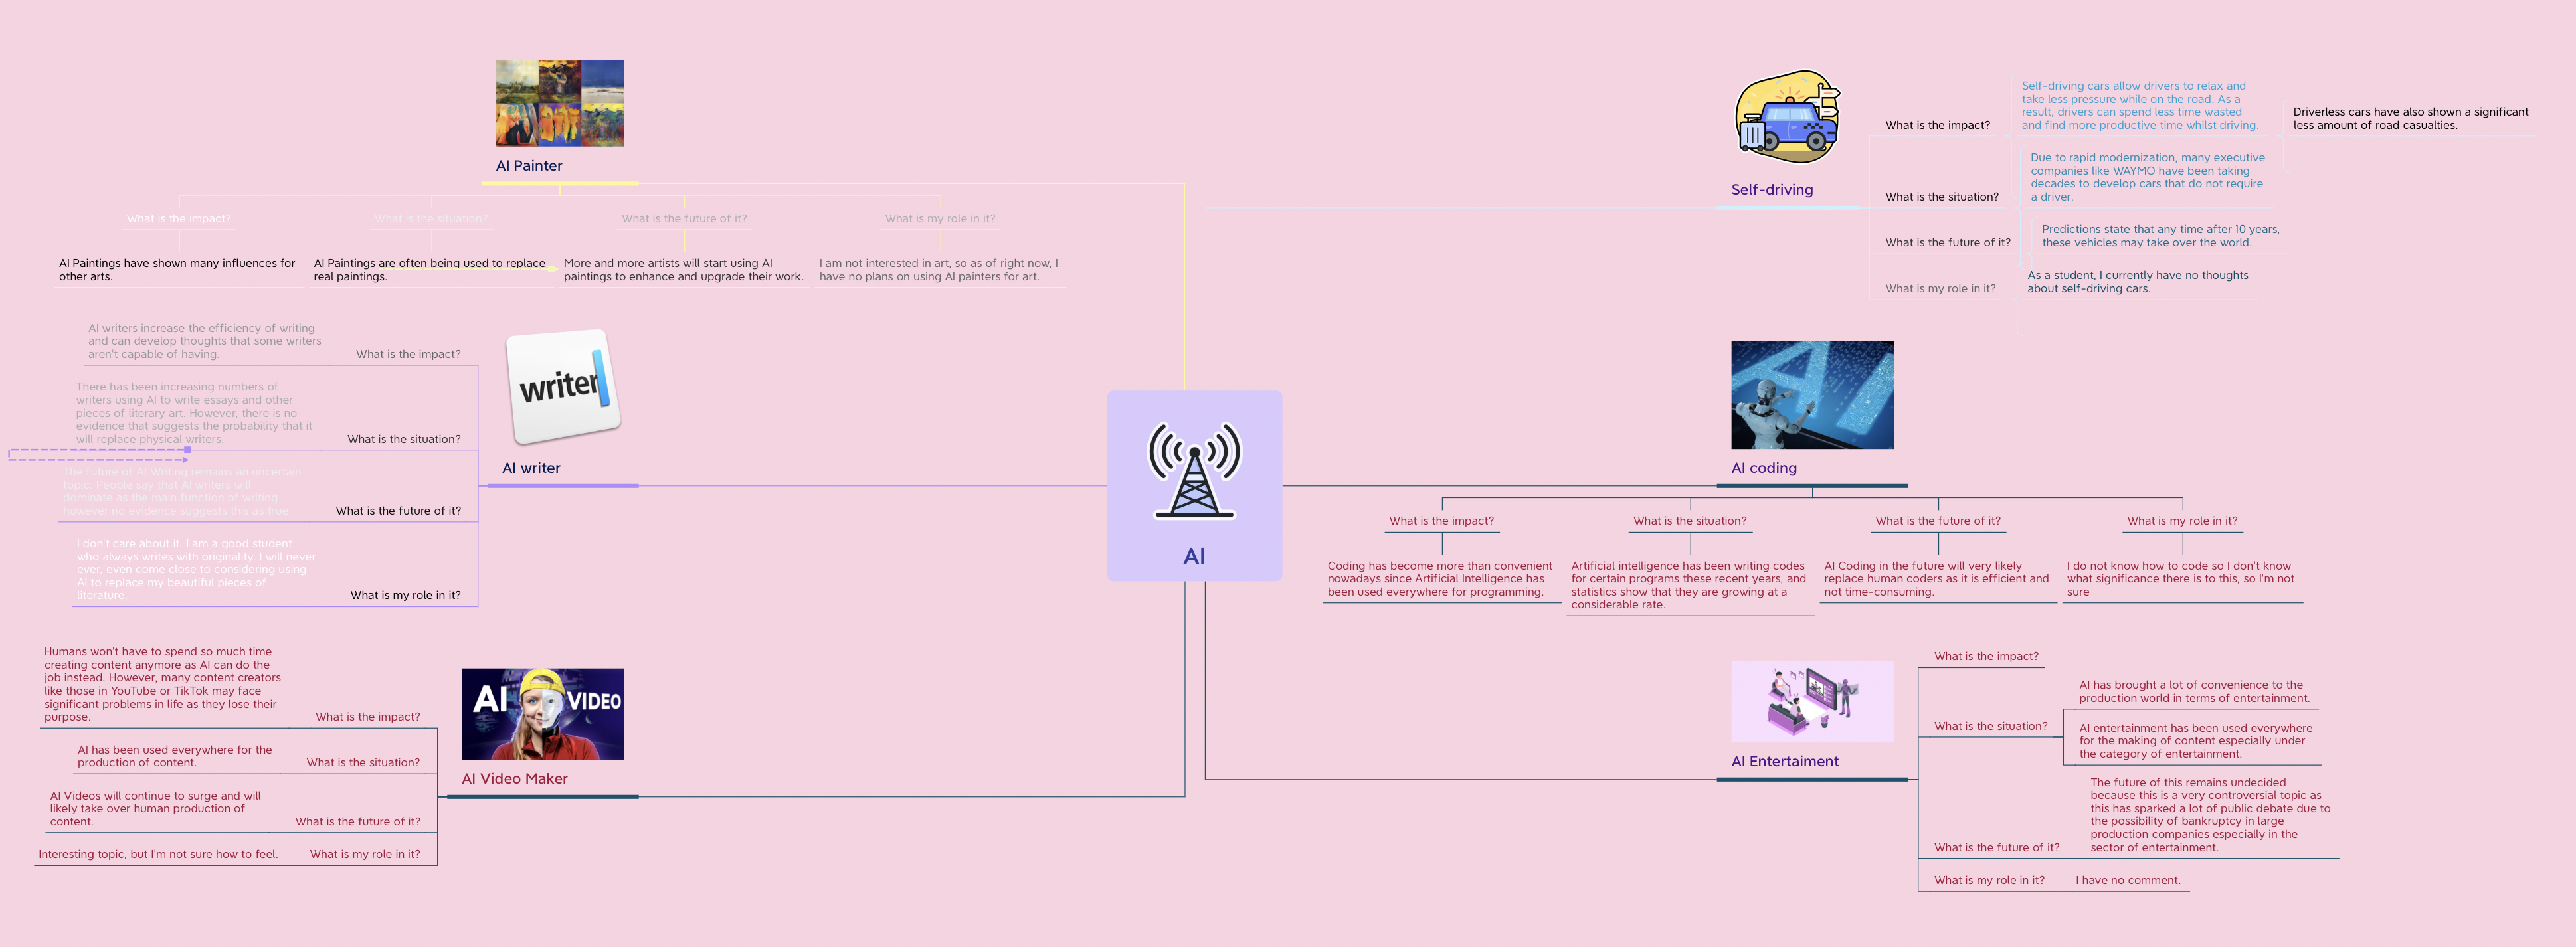 AI Painter
What is the impact?
AI Paintings have shown many influences for
other arts.
What is the situation?
AI Paintings are often being used to replace
real paintings.
What is the future of it?
More and more artists will start using AI
paintings to enhance and upgrade their work.
What is my role in it?
I am not interested in art, so as of right now, I
have no plans on using AI painters for art.
writer
AI writer
What is the impact?
AI writers increase the efficiency of writing
and can develop thoughts that some writers
aren't capable of having.
What is the situation?
There has been increasing numbers of
writers using AI to write essays and other
pieces of literary art. However, there is no
evidence that suggests the probability that it
will replace physical writers.
What is the future of it?
The future of AI Writing remains an uncertain
topic. People say that AI writers will
dominate as the main function of writing
however no evidence suggests this as true.
What is my role in it?
I don't care about it. I am a good student
who always writes with originality. I will never
ever, even come close to considering using
AI to replace my beautiful pieces of
literature.
AI VIDEO
AI Video Maker
What is the impact?
Humans won't have to spend so much time
creating content anymore as AI can do the
job instead. However, many content creators
like those in YouTube or TikTok may face
significant problems in life as they lose their
purpose.
What is the situation?
AI has been used everywhere for the
production of content.
What is the future of it?
AI Videos will continue to surge and will
likely take over human production of
content.
What is my role in it?
Interesting topic, but I'm not sure how to feel.
AI
Self-driving
What is the impact?
Self-driving cars allow drivers to relax and
take less pressure while on the road. As a
result, drivers can spend less time wasted
and find more productive time whilst driving.
Driverless cars have also shown a significant
less amount of road casualties.
What is the situation?
Due to rapid modernization, many executive
companies like WAYMO have been taking
decades to develop cars that do not require
a driver.
What is the future of it?
Predictions state that any time after 10 years,
these vehicles may take over the world.
What is my role in it?
As a student, I currently have no thoughts
about self-driving cars.
AI
AI coding
What is the impact?
Coding has become more than convenient
nowadays since Artificial Intelligence has
been used everywhere for programming.
What is the situation?
Artificial intelligence has been writing codes
for certain programs these recent years, and
statistics show that they are growing at a
considerable rate.
What is the future of it?
AI Coding in the future will very likely
replace human coders as it is efficient and
not time-consuming.
What is my role in it?
I do not know how to code so I don't know
what significance there is to this, so I'm not
sure
AI Entertaiment
What is the impact?
What is the situation?
AI has brought a lot of convenience to the
production world in terms of entertainment.
AI entertainment has been used everywhere
for the making of content especially under
the category of entertainment.
What is the future of it?
The future of this remains undecided
because this is a very controversial topic as
this has sparked a lot of public debate due to
the possibility of bankruptcy in large
production companies especially in the
sector of entertainment.
What is my role in it?
I have no comment.